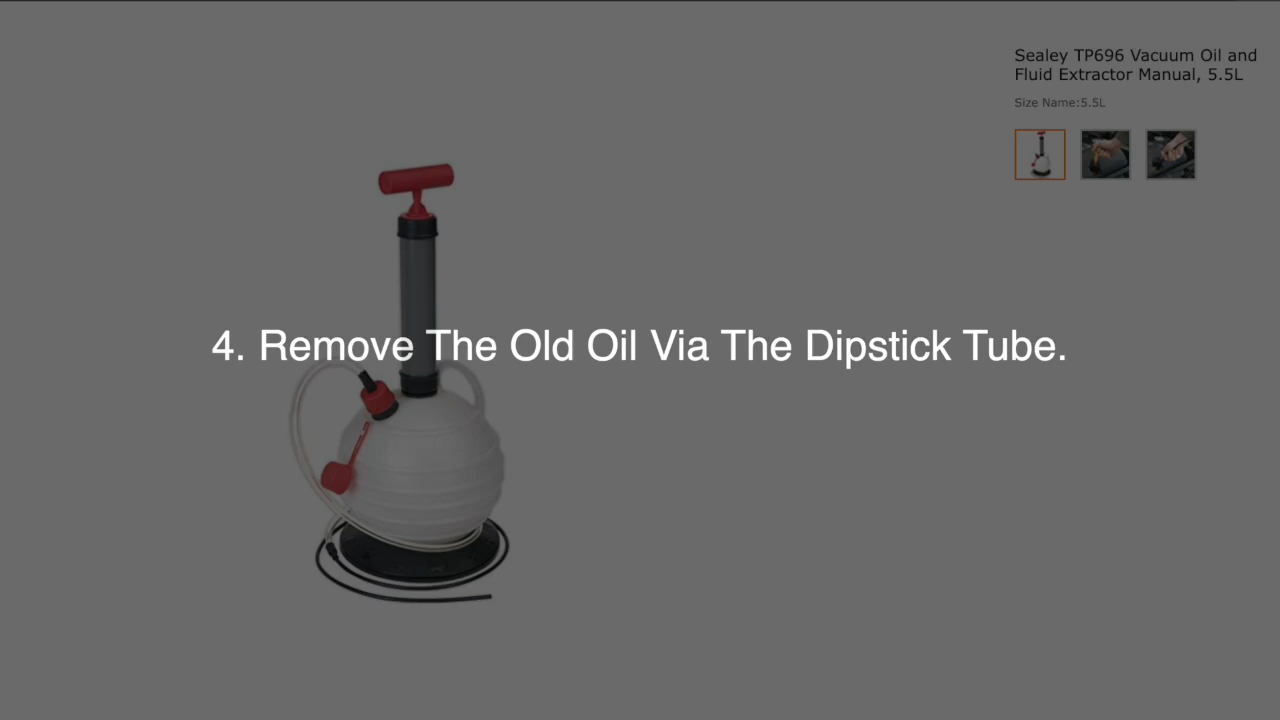 Sealey TP696 Vacuum Oil and
Fluid Extractor Manual, 5.5L
Size Name:5.5L
4. Remove The Old Oil Via The Dipstick Tube.